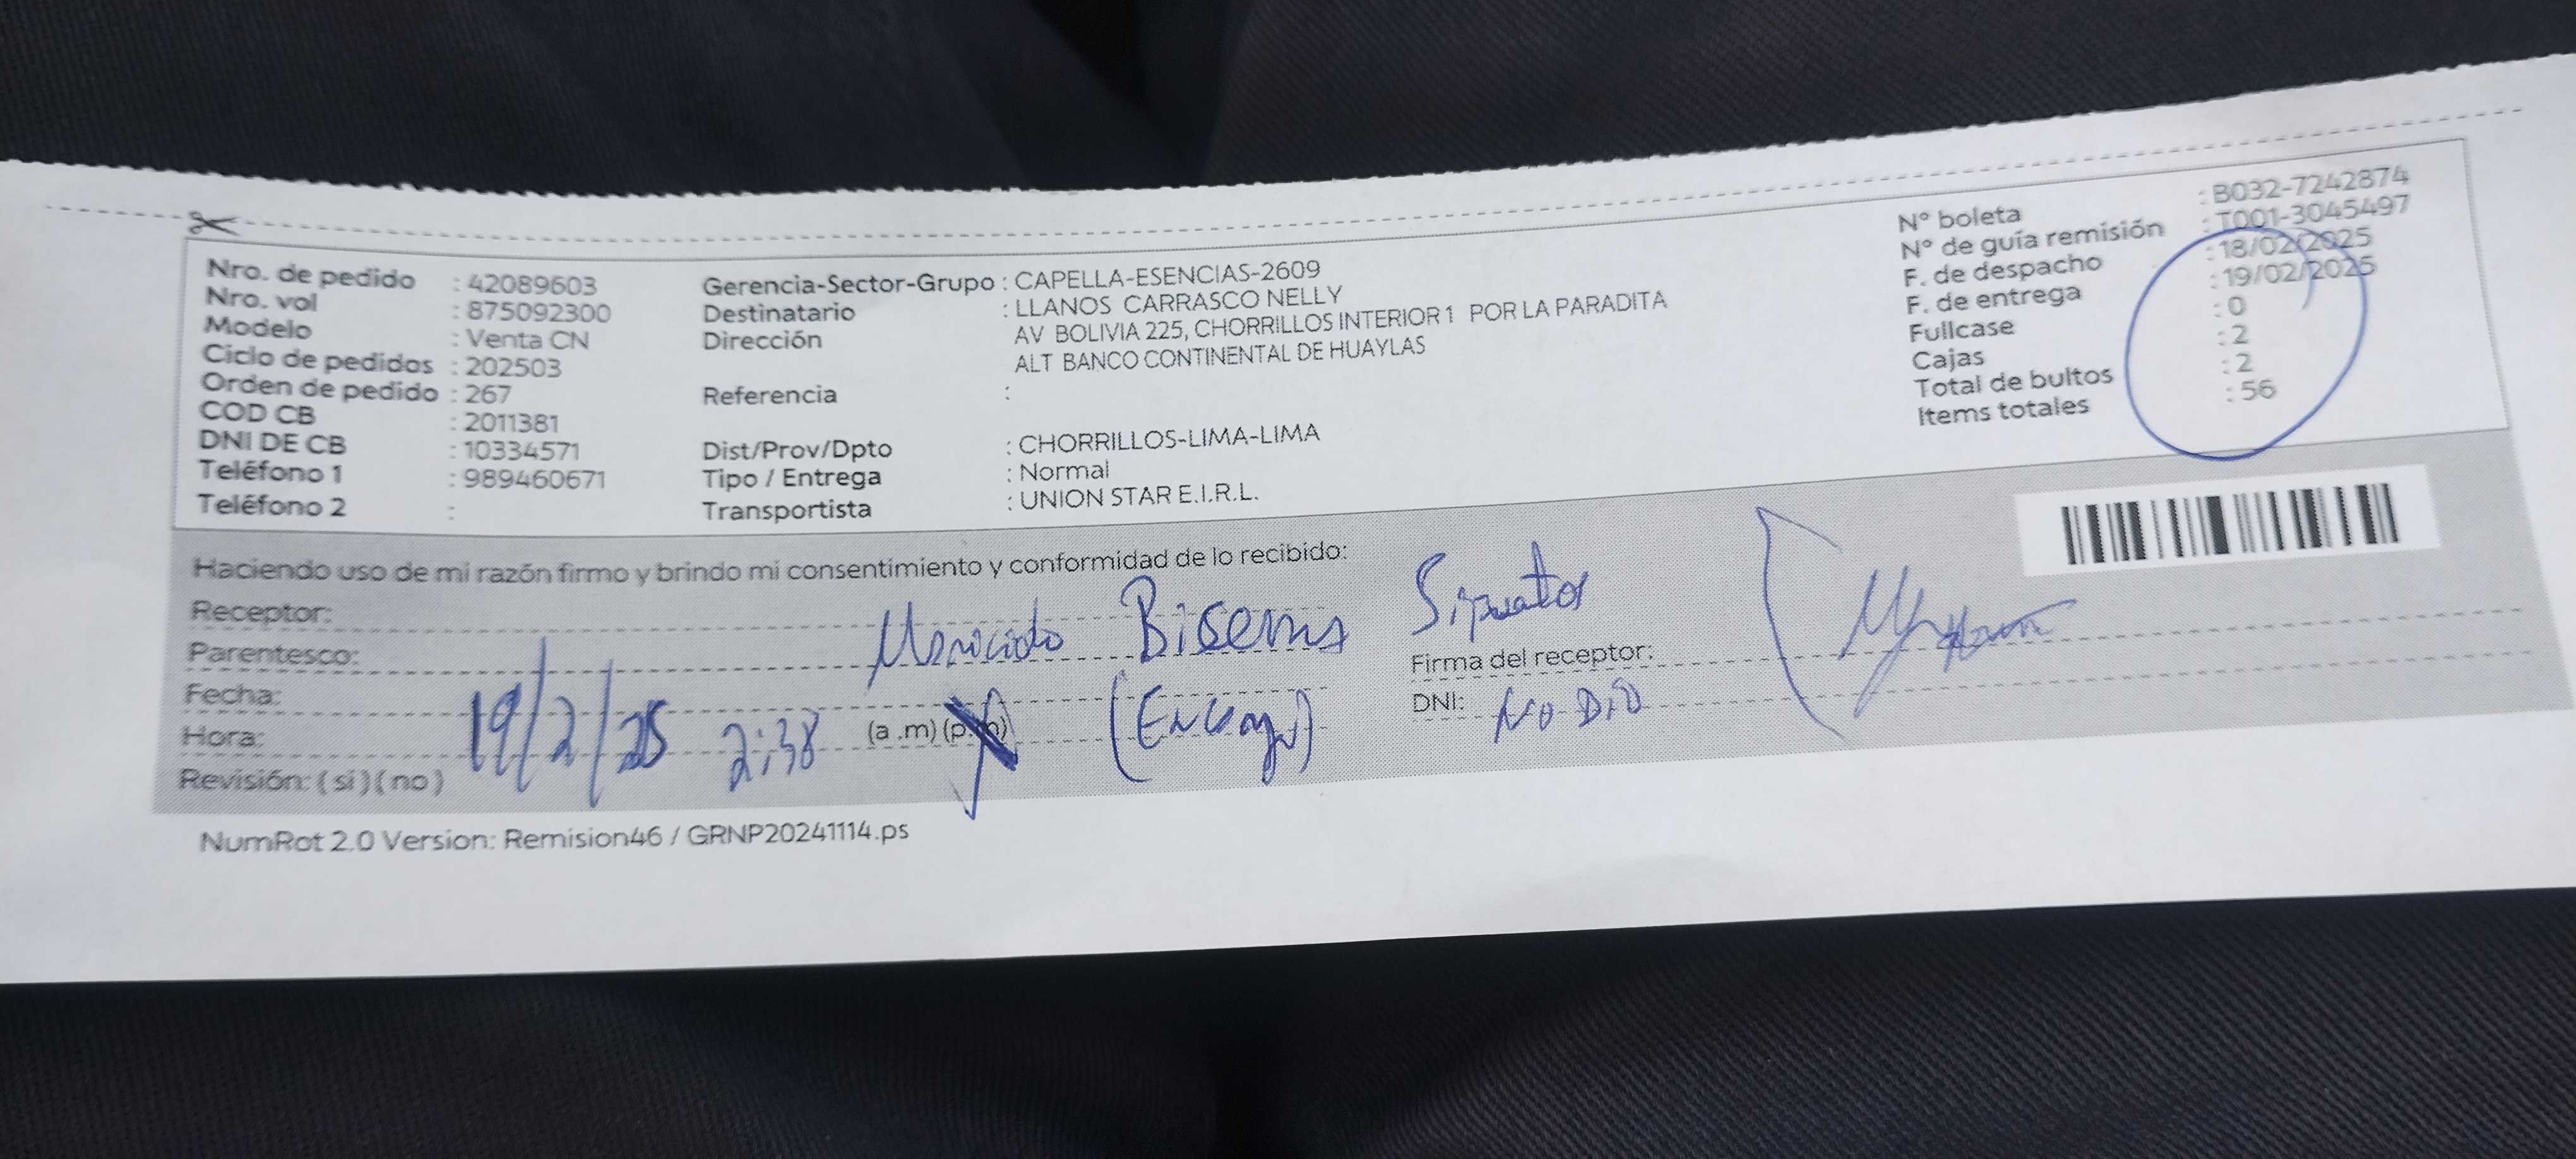 Nro. de pedido : 42089603
Nro. vol : 875092300
Modelo : Venta CN
Ciclo de pedidos : 202503
Orden de pedido : 267
COD CB : 2011381
DNI DE CB : 10334571
Teléfono 1 : 989460671
Teléfono 2 :
Gerencia-Sector-Grupo : CAPELLA-ESENCIAS-2609
Destinatario : LLANOS CARRASCO NELLY
Dirección : AV BOLIVIA 225, CHORRILLOS INTERIOR 1 POR LA PARADITA
ALT BANCO CONTINENTAL DE HUAYLAS
Referencia :
Dist/Prov/Dpto : CHORRILLOS-LIMA-LIMA
Tipo / Entrega : Normal
Transportista : UNION STAR E.I.R.L.
N° boleta : B032-7242874
N° de guía remisión : T001-3045497
F. de despacho : 18/02/2025
F. de entrega : 19/02/2025
Fullcase : 0
Cajas : 2
Total de bultos : 2
Items totales : 56
Haciendo uso de mi razón firmo y brindo mi consentimiento y conformidad de lo recibido:
Receptor:
Parentesco:
Fecha: 19/2/25
Hora: 2:38 (a .m) (p.m)
Revisión: ( si ) ( no )
Firma del receptor:
DNI: NO DIO
NumRot 2.0 Version: Remision46 / GRNP20241114.ps